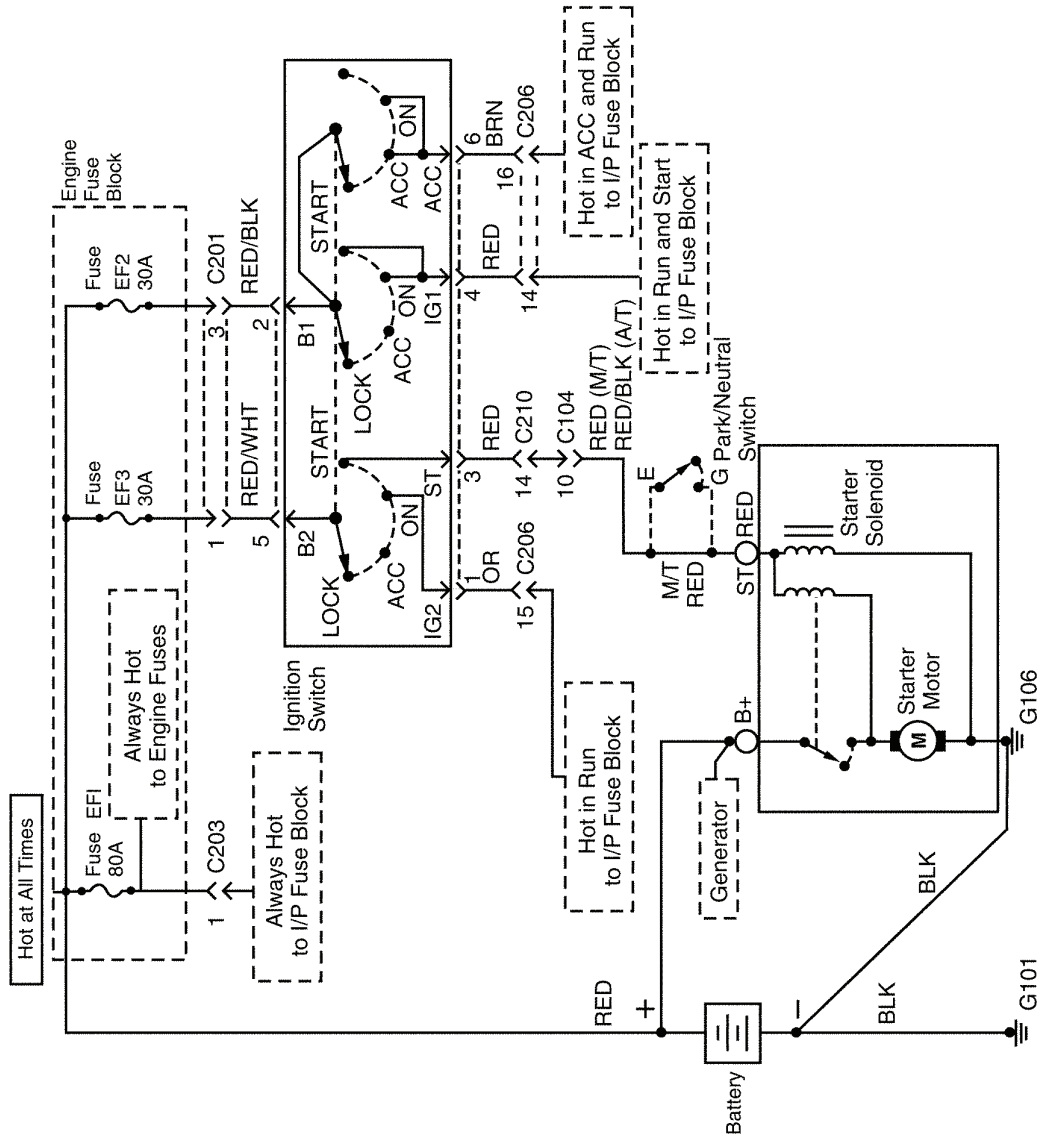 Hot at All Times
Fuse EFI
80A
Always Hot
to Engine Fuses
Fuse
EF3
30A
Fuse
EF2
30A
Engine
Fuse
Block
1
C203
Always Hot
to I/P Fuse Block
1
5
RED/WHT
3
2
C201
RED/BLK
Ignition
Switch
B2
LOCK
ACC
ON
START
IG2
ST
B1
LOCK
ACC
ON
START
IG1
ACC
ACC
ON
1
OR
15
C206
3
RED
14
C210
10
C104
RED (M/T)
RED/BLK (A/T)
4
RED
14
6
BRN
16
C206
Hot in ACC and Run
to I/P Fuse Block
Hot in Run and Start
to I/P Fuse Block
Hot in Run
to I/P Fuse Block
E
G
Park/Neutral
Switch
M/T
RED
ST
RED
Starter
Solenoid
Generator
B+
Starter
Motor
M
G106
RED
+
Battery
–
BLK
BLK
G101